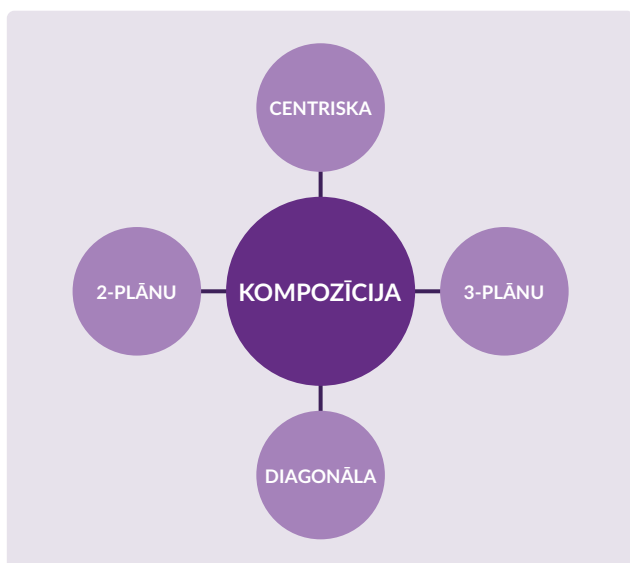 CENTRISKA
2-PLĀNU
KOMPOZĪCIJA
3-PLĀNU
DIAGONĀLA